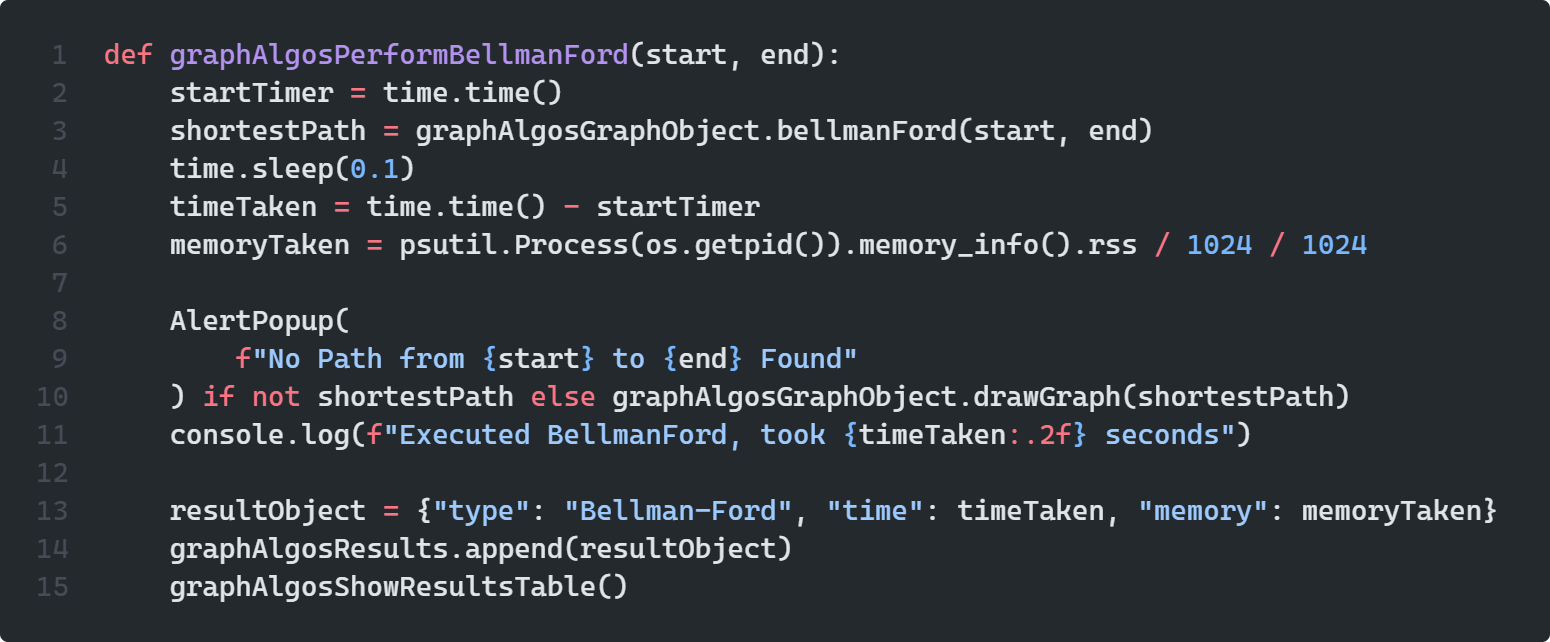 1 def graphAlgosPerformBellmanFord(start, end):
2     startTimer = time.time()
3     shortestPath = graphAlgosGraphObject.bellmanFord(start, end)
4     time.sleep(0.1)
5     timeTaken = time.time() - startTimer
6     memoryTaken = psutil.Process(os.getpid()).memory_info().rss / 1024 / 1024
7
8     AlertPopup(
9         f"No Path from {start} to {end} Found"
10     ) if not shortestPath else graphAlgosGraphObject.drawGraph(shortestPath)
11     console.log(f"Executed BellmanFord, took {timeTaken:.2f} seconds")
12
13     resultObject = {"type": "Bellman-Ford", "time": timeTaken, "memory": memoryTaken}
14     graphAlgosResults.append(resultObject)
15     graphAlgosShowResultsTable()